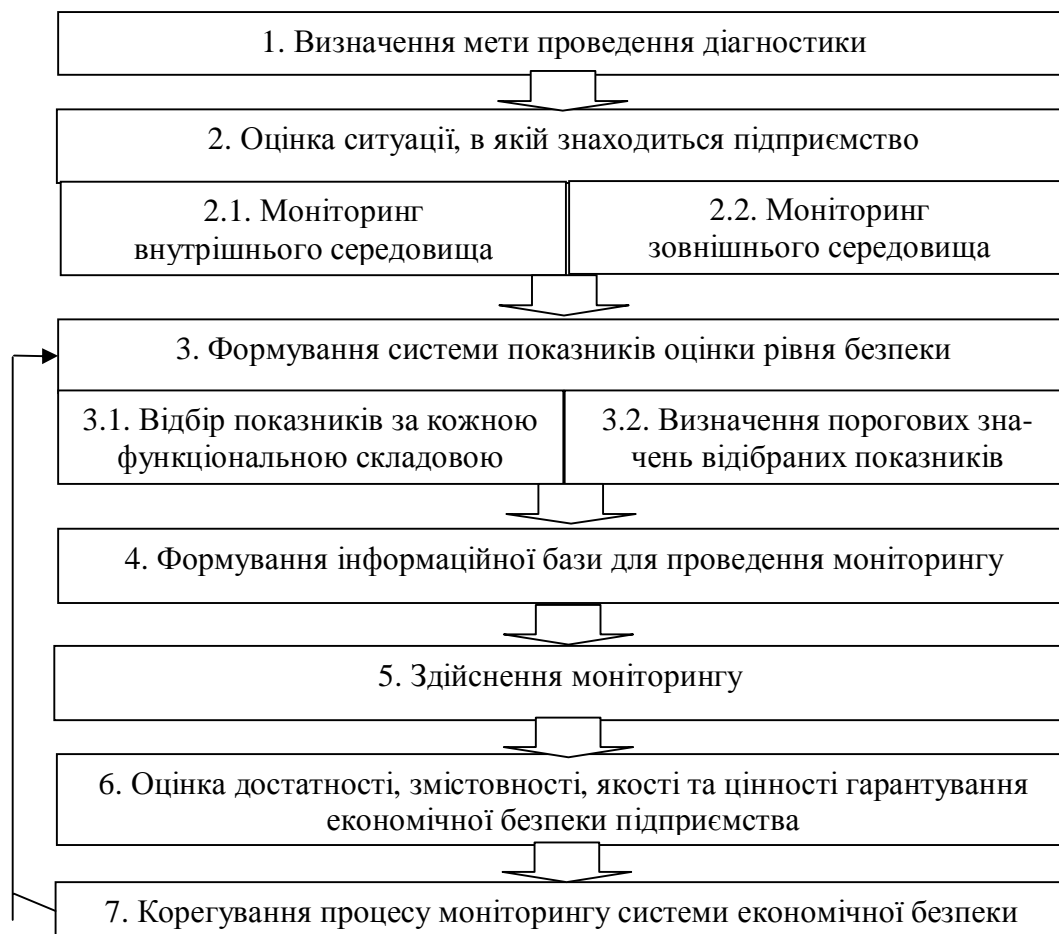 1. Визначення мети проведення діагностики
2. Оцінка ситуації, в якій знаходиться підприємство
2.1. Моніторинг
внутрішнього середовища
2.2. Моніторинг
зовнішнього середовища
3. Формування системи показників оцінки рівня безпеки
3.1. Відбір показників за кожною
функціональною складовою
3.2. Визначення порогових зна-
чень відібраних показників
4. Формування інформаційної бази для проведення моніторингу
5. Здійснення моніторингу
6. Оцінка достатності, змістовності, якості та цінності гарантування
економічної безпеки підприємства
7. Корегування процесу моніторингу системи економічної безпеки